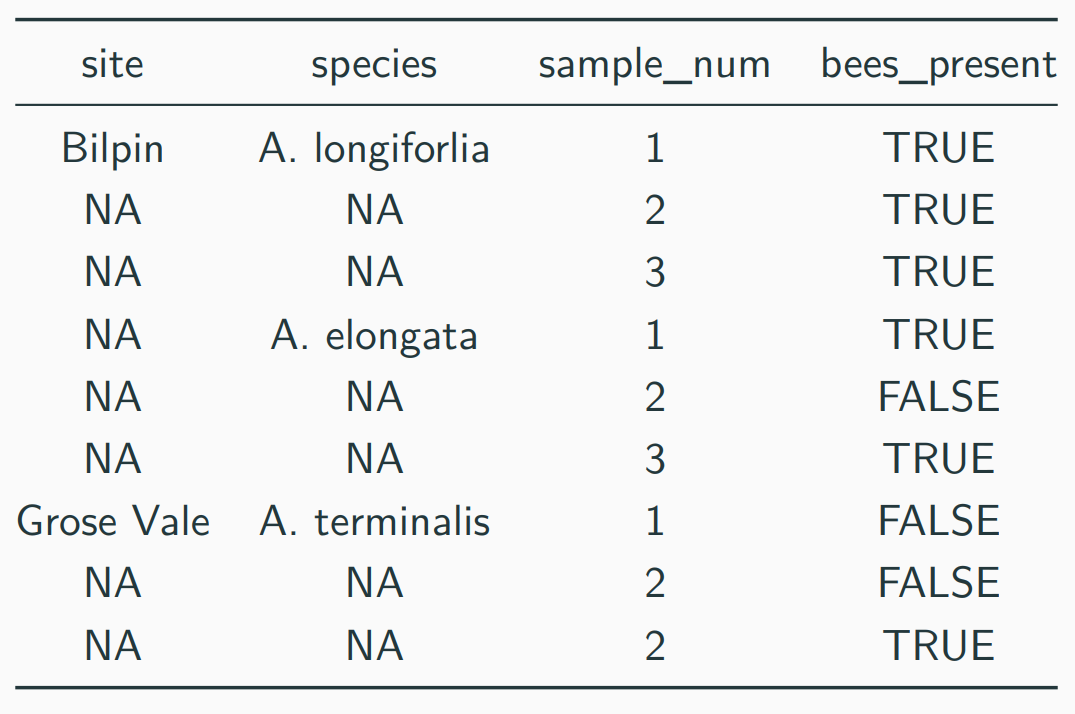 site species sample_num bees_present
Bilpin A. longiforlia 1 TRUE
NA NA 2 TRUE
NA NA 3 TRUE
NA A. elongata 1 TRUE
NA NA 2 FALSE
NA NA 3 TRUE
Grose Vale A. terminalis 1 FALSE
NA NA 2 FALSE
NA NA 2 TRUE